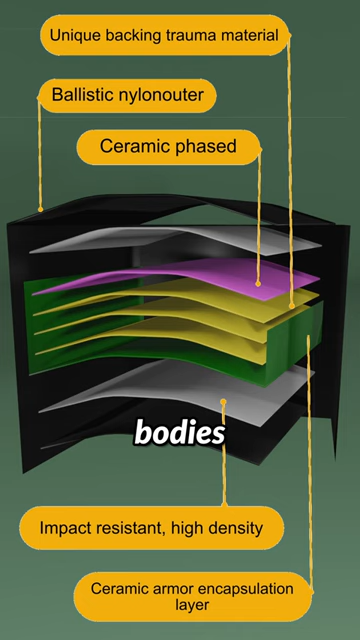 Unique backing trauma material
Ballistic nylonouter
Ceramic phased
bodies
Impact resistant, high density
Ceramic armor encapsulation
layer